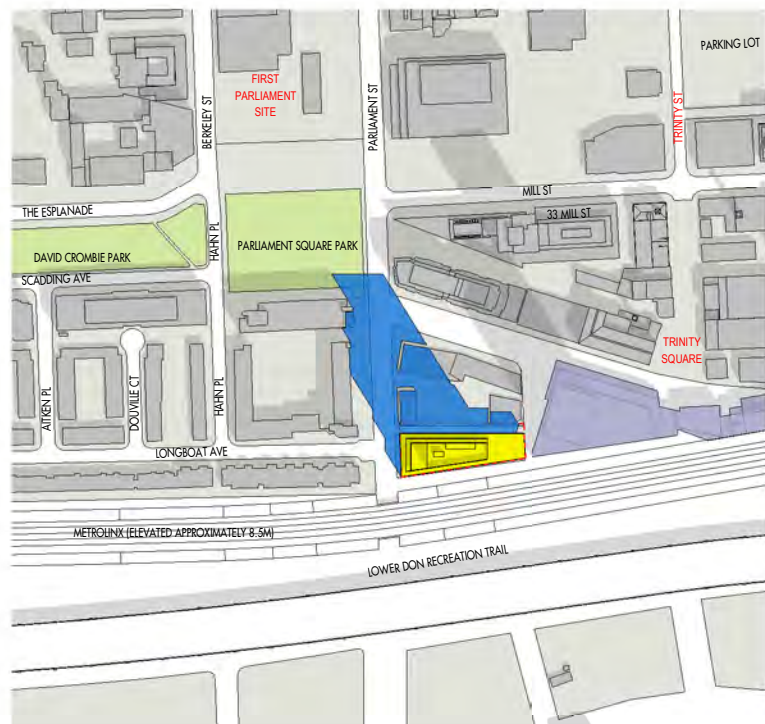 PARKING LOT
FIRST
PARLIAMENT
SITE
BERKELEY ST
PARLIAMENT ST
TRINITY ST
MILL ST
THE ESPLANADE
33 MILL ST
HAHN PL
PARLIAMENT SQUARE PARK
DAVID CROMBIE PARK
SCADDING AVE
TRINITY
SQUARE
AITKEN PL
DOUVILLE CT
HAHN PL
LONGBOAT AVE
METROLINX (ELEVATED APPROXIMATELY 8.5M)
LOWER DON RECREATION TRAIL